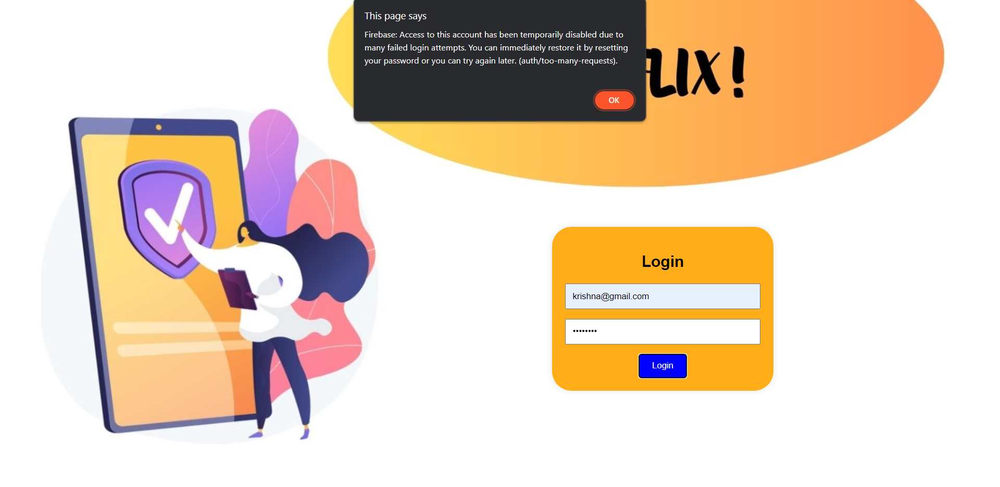 This page says
Firebase: Access to this account has been temporarily disabled due to
many failed login attempts. You can immediately restore it by resetting
your password or you can try again later. (auth/too-many-requests).
OK
FLIX!
Login
krishna@gmail.com
••••••••
Login